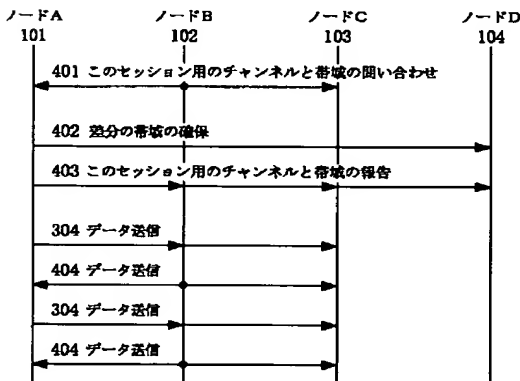 ノードA ノードB ノードC ノードD
101 102 103 104
401 このセッション用のチャンネルと帯域の問い合わせ
402 差分の帯域の確保
403 このセッション用のチャンネルと帯域の報告
304 データ送信
404 データ送信
304 データ送信
404 データ送信